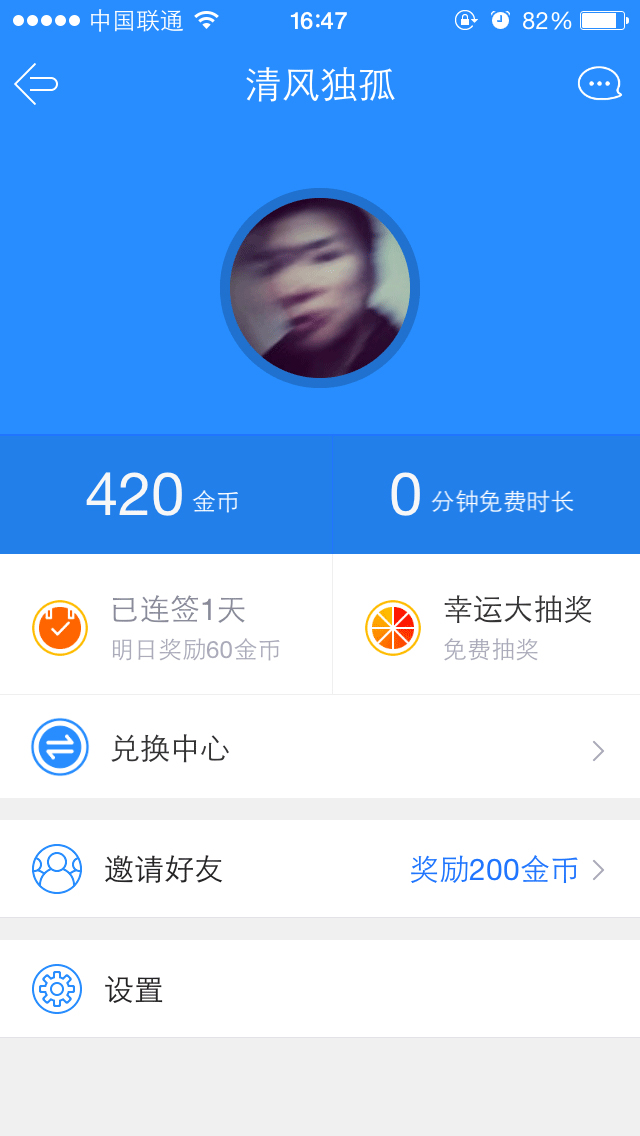 中国联通 16:47 82%
清风独孤
420 金币 0 分钟免费时长
已连签1天 幸运大抽奖
明日奖励60金币 免费抽奖
兑换中心
邀请好友 奖励200金币
设置